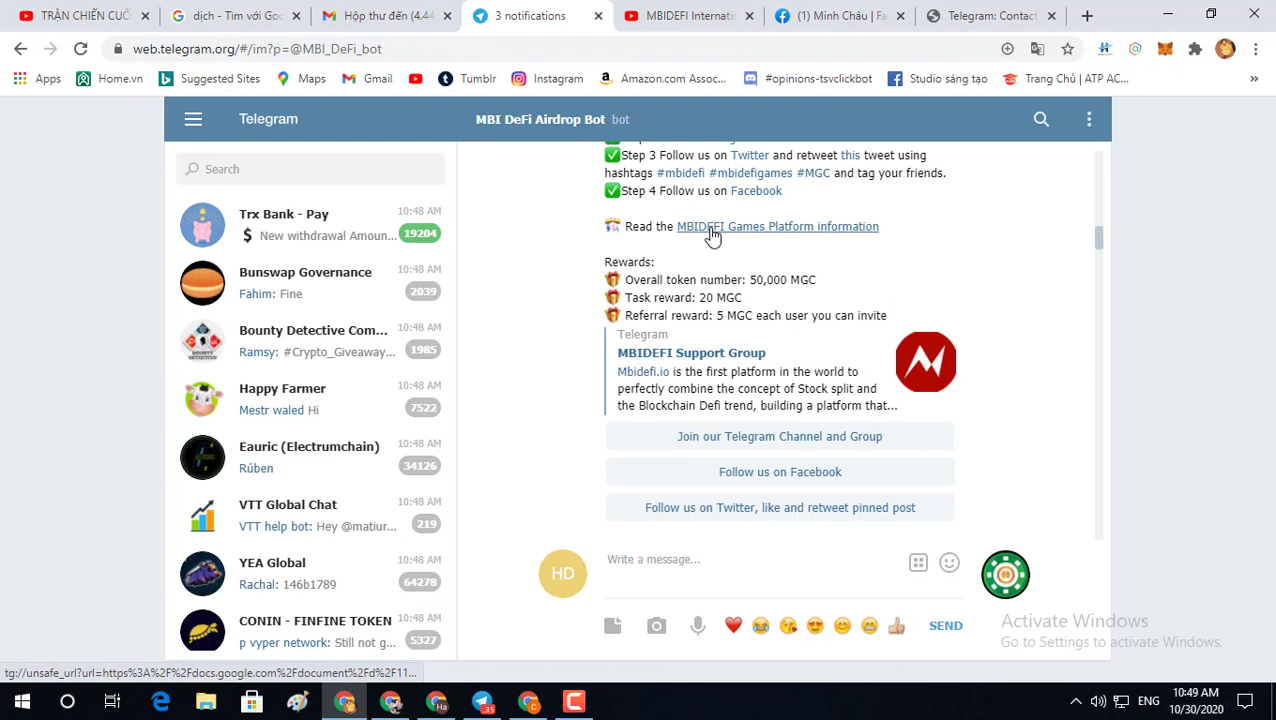 TRẬN CHIẾN CUỐ
dịch - Tìm với Goo
Hộp thư đến (4.44
3 notifications
MBIDEFI Internatio
(1) Minh Châu | Fa
Telegram: Contact
web.telegram.org/#/im?p=@MBI_DeFi_bot
Apps
Home.vn
Suggested Sites
Maps
Gmail
Tumblr
Instagram
Amazon.com Assoc...
#opinions-tsvclickbot
Studio sáng tạo
Trang Chủ | ATP AC...
»
Telegram
MBI DeFi Airdrop Bot bot
Search
Trx Bank - Pay 10:48 AM
New withdrawal Amoun... 19204
Bunswap Governance 10:48 AM
Fahim: Fine 2039
Bounty Detective Com... 10:48 AM
Ramsy: #Crypto_Giveaway... 1985
Happy Farmer 10:48 AM
Mestr waled Hi 7522
Eauric (Electrumchain) 10:48 AM
Rúben 34126
VTT Global Chat 10:48 AM
VTT help bot: Hey @matiur... 219
YEA Global 10:48 AM
Rachal: 146b1789 64278
CONIN - FINFINE TOKEN 10:48 AM
p vyper network: Still not g... 5327
Step 3 Follow us on Twitter and retweet this tweet using
hashtags #mbidefi #mbidefigames #MGC and tag your friends.
Step 4 Follow us on Facebook
Read the MBIDEFI Games Platform information
Rewards:
Overall token number: 50,000 MGC
Task reward: 20 MGC
Referral reward: 5 MGC each user you can invite
Telegram
MBIDEFI Support Group
Mbidefi.io is the first platform in the world to
perfectly combine the concept of Stock split and
the Blockchain Defi trend, building a platform that...
Join our Telegram Channel and Group
Follow us on Facebook
Follow us on Twitter, like and retweet pinned post
HD
Write a message...
SEND
Activate Windows
Go to Settings to activate Windows.
tg://unsafe_url?url=https%3A%2F%2Fdocs.google.com%2Fdocument%2Fd%2F11...
35
ENG
10:49 AM
10/30/2020